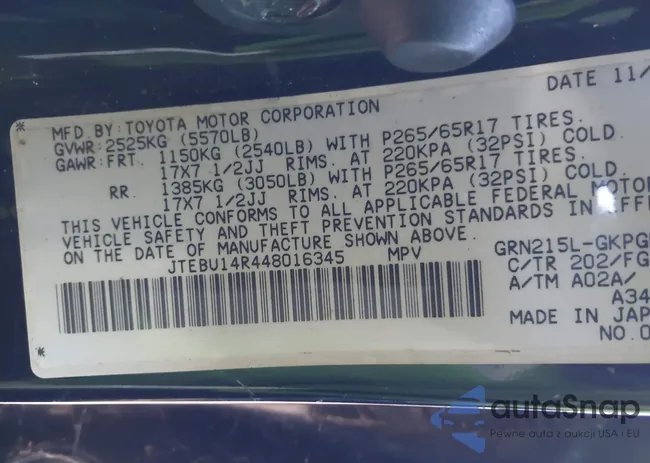 DATE 11/
MFD.BY:TOYOTA MOTOR CORPORATION
GVWR:2525KG (5570LB)
GAWR:FRT. 1150KG (2540LB) WITH P265/65R17 TIRES.
17X7 1/2JJ RIMS. AT 220KPA (32PSI) COLD.
RR. 1385KG (3050LB) WITH P265/65R17 TIRES.
17X7 1/2JJ RIMS. AT 220KPA (32PSI) COLD.
THIS VEHICLE CONFORMS TO ALL APPLICABLE FEDERAL MOTOR
VEHICLE SAFETY AND THEFT PREVENTION STANDARDS IN EFFE
ON THE DATE OF MANUFACTURE SHOWN ABOVE.
JTEBU14R448016345 MPV
GRN215L-GKPG
C/TR 202/FG
A/TM A02A/
A34
MADE IN JAP
NO.0
autoSnap
Pewne auta z aukcji USA i EU